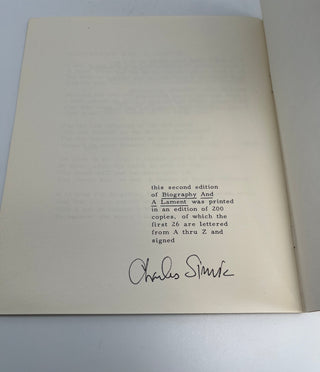 this second edition
of Biography And
A Lament was printed
in an edition of 200
copies, of which the
first 26 are lettered
from A thru Z and
signed
Charles Simic